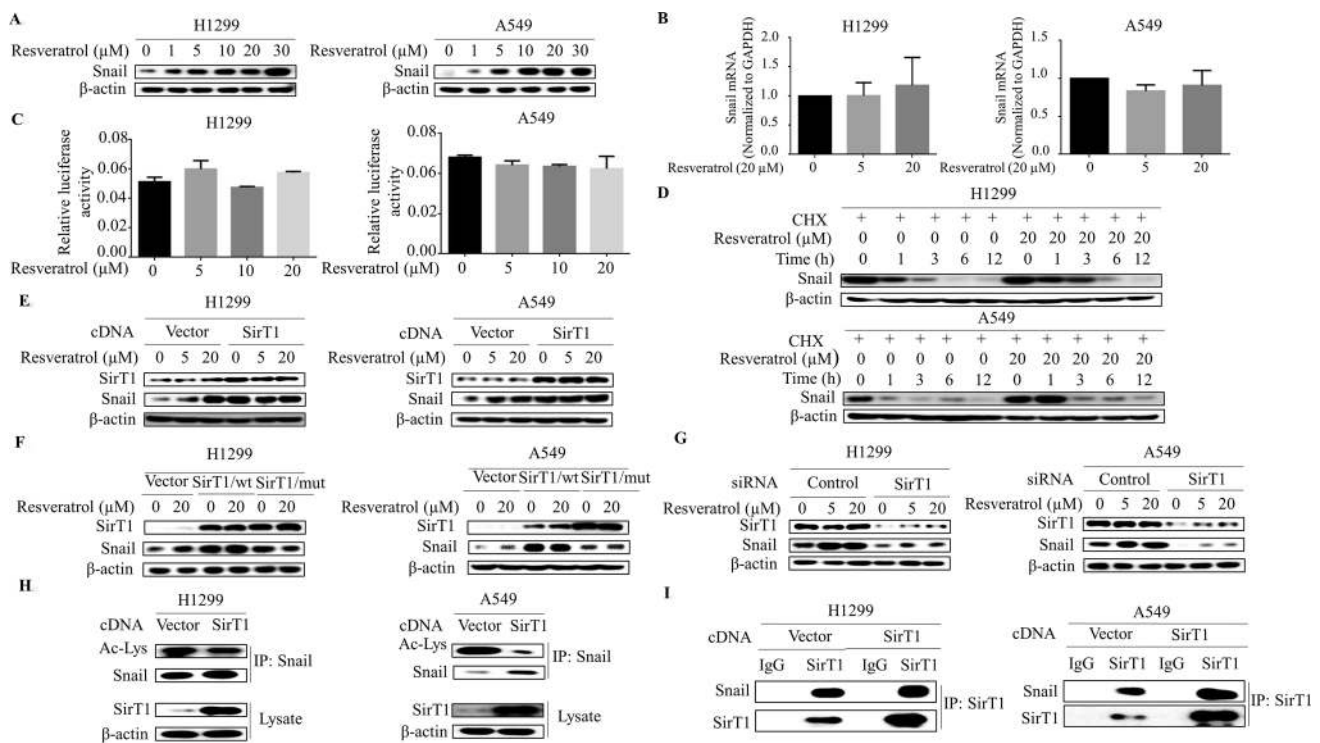 A
H1299
Resveratrol (µM) 0 1 5 10 20 30
Snail
β-actin
A549
Resveratrol (µM) 0 1 5 10 20 30
Snail
β-actin
B
H1299
Snail mRNA
(Normalized to GAPDH)
2.0
1.5
1.0
0.5
0.0
Resveratrol (20 µM) 0 5 20
A549
Snail mRNA
(Normalized to GAPDH)
1.5
1.0
0.5
0.0
Resveratrol (20 µM) 0 5 20
C
H1299
Relative luciferase
activity
0.08
0.06
0.04
0.02
0.00
Resveratrol (µM) 0 5 10 20
A549
Relative luciferase
activity
0.08
0.06
0.04
0.02
0.00
Resveratrol (µM) 0 5 10 20
D
H1299
CHX + + + + + + + + + +
Resveratrol (µM) 0 0 0 0 0 20 20 20 20 20
Time (h) 0 1 3 6 12 0 1 3 6 12
Snail
β-actin
A549
CHX + + + + + + + + + +
Resveratrol (µM) 0 0 0 0 0 20 20 20 20 20
Time (h) 0 1 3 6 12 0 1 3 6 12
Snail
β-actin
E
H1299
cDNA Vector SirT1
Resveratrol (µM) 0 5 20 0 5 20
SirT1
Snail
β-actin
A549
cDNA Vector SirT1
Resveratrol (µM) 0 5 20 0 5 20
SirT1
Snail
β-actin
F
H1299
Vector SirT1/wt SirT1/mut
Resveratrol (µM) 0 20 0 20 0 20
SirT1
Snail
β-actin
A549
Vector SirT1/wt SirT1/mut
Resveratrol (µM) 0 20 0 20 0 20
SirT1
Snail
β-actin
G
H1299
siRNA Control SirT1
Resveratrol (µM) 0 5 20 0 5 20
SirT1
Snail
β-actin
A549
siRNA Control SirT1
Resveratrol (µM) 0 5 20 0 5 20
SirT1
Snail
β-actin
H
H1299
cDNA Vector SirT1
Ac-Lys
Snail
IP: Snail
SirT1
β-actin
Lysate
A549
cDNA Vector SirT1
Ac-Lys
Snail
IP: Snail
SirT1
β-actin
Lysate
I
H1299
cDNA Vector SirT1
IgG SirT1 IgG SirT1
Snail
SirT1
IP: SirT1
A549
cDNA Vector SirT1
IgG SirT1 IgG SirT1
Snail
SirT1
IP: SirT1